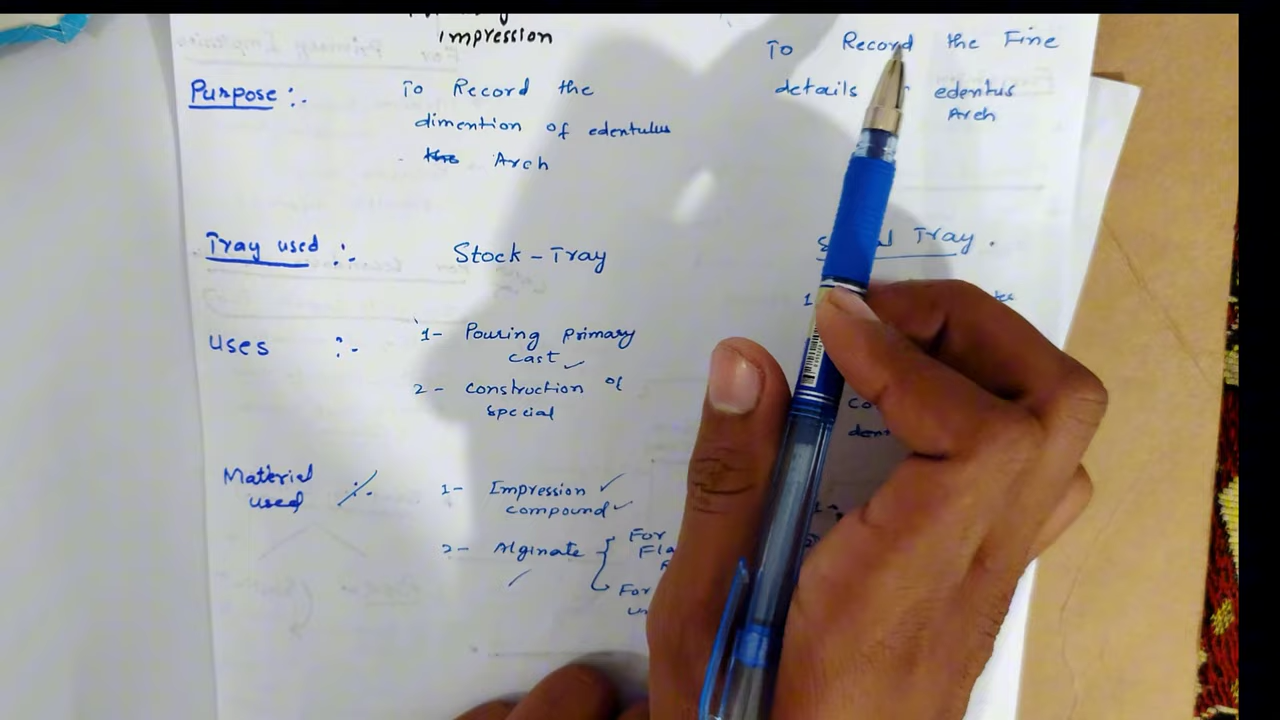 impression
To Record the Fine
details edentus
Arch
Purpose :.
To Record the
dimention of edentulus
Arch
Tray used :-
Stock-Tray
Tray.
uses :-
1- Pouring primary
cast
2- construction of
special
Material
used :-
1- Impression
compound
2- Alginate
For
For